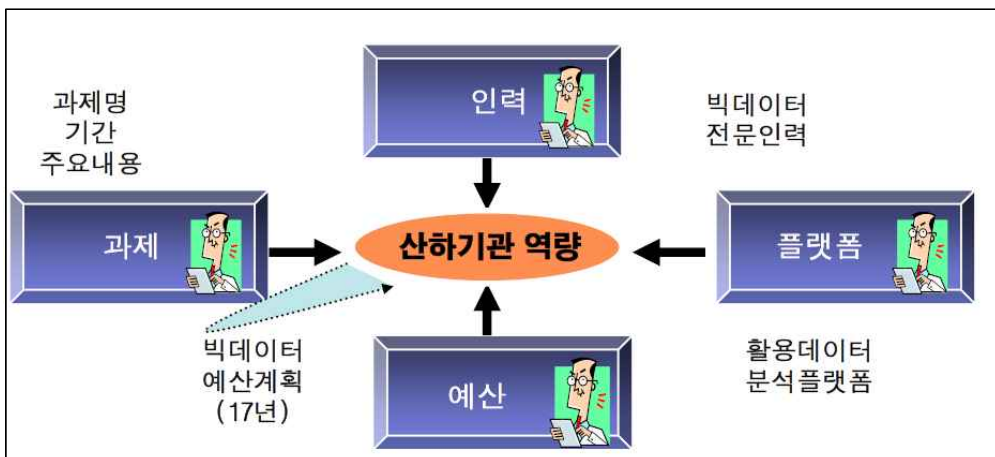 인력
과제명
기간
주요내용
빅데이터
전문인력
과제
산하기관 역량
플랫폼
빅데이터
예산계획
(17년)
예산
활용데이터
분석플랫폼